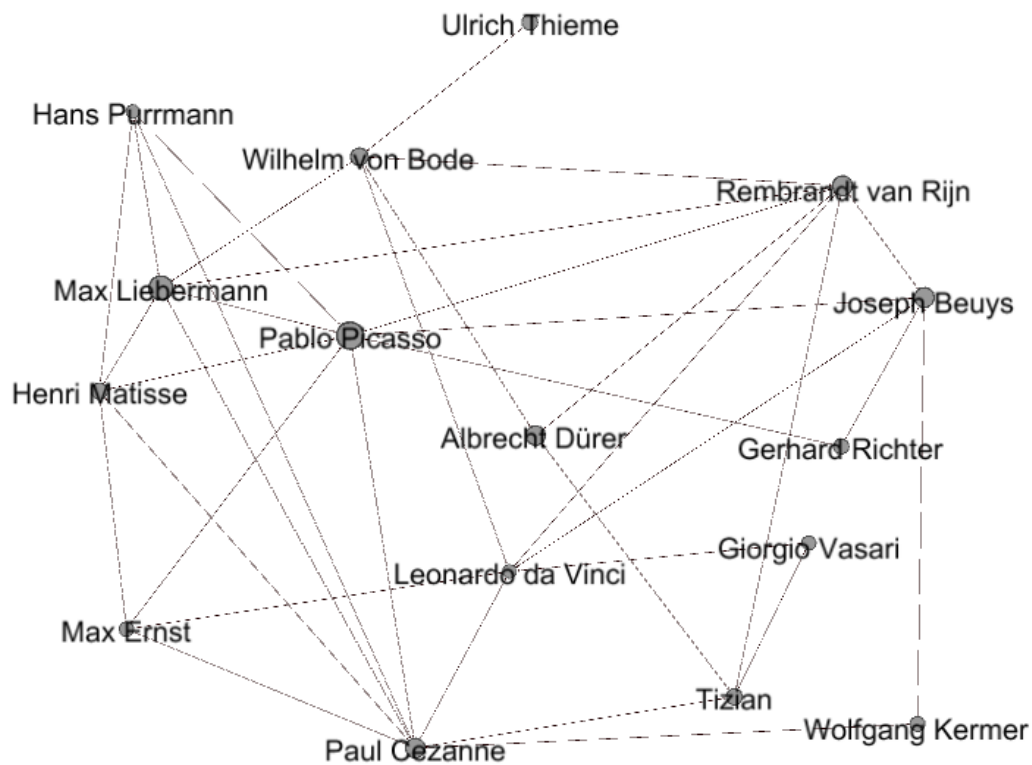 Ulrich Thieme
Hans Purrmann
Wilhelm von Bode
Rembrandt van Rijn
Max Liebermann
Joseph Beuys
Pablo Picasso
Henri Matisse
Albrecht Dürer
Gerhard Richter
Giorgio Vasari
Leonardo da Vinci
Max Ernst
Tizian
Wolfgang Kermer
Paul Cézanne